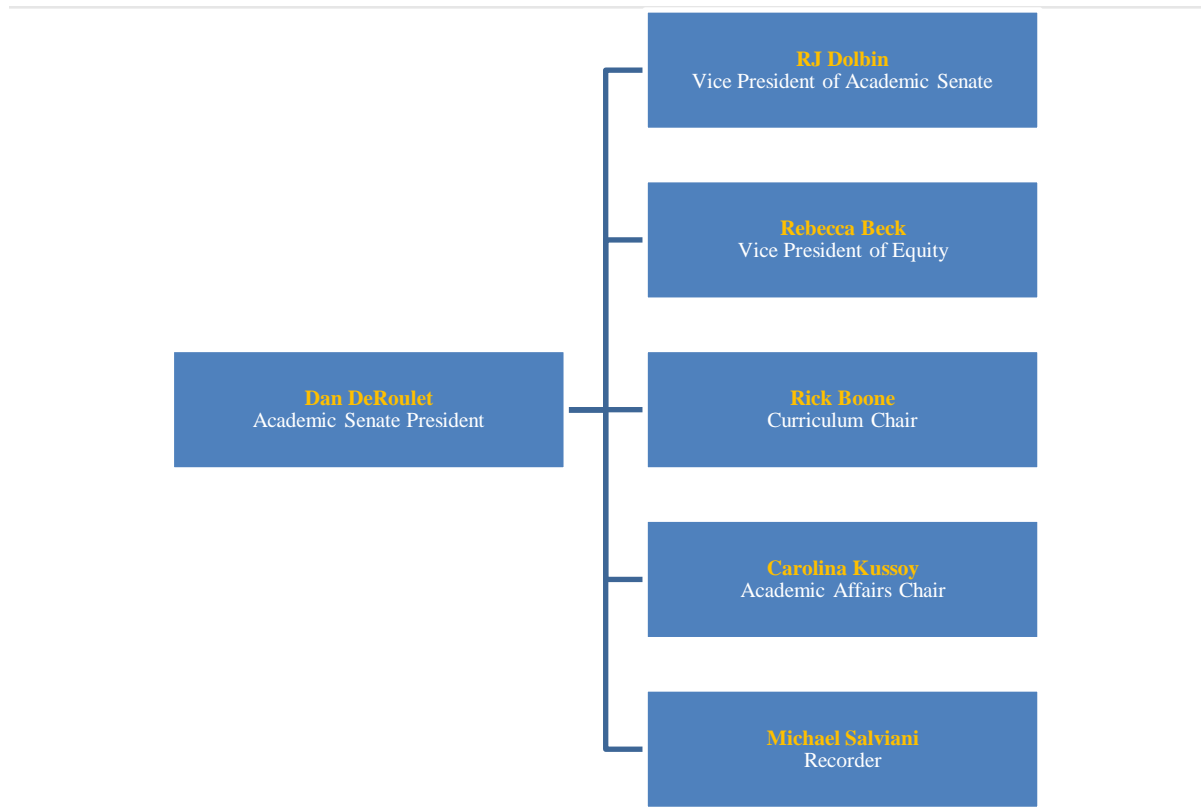 RJ Dolbin
Vice President of Academic Senate
Rebecca Beck
Vice President of Equity
Dan DeRoulet
Academic Senate President
Rick Boone
Curriculum Chair
Carolina Kussoy
Academic Affairs Chair
Michael Salviani
Recorder